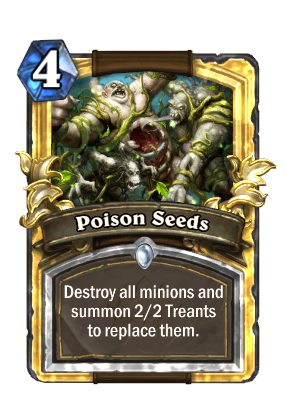 4
Poison Seeds
Destroy all minions and
summon 2/2 Treants
to replace them.